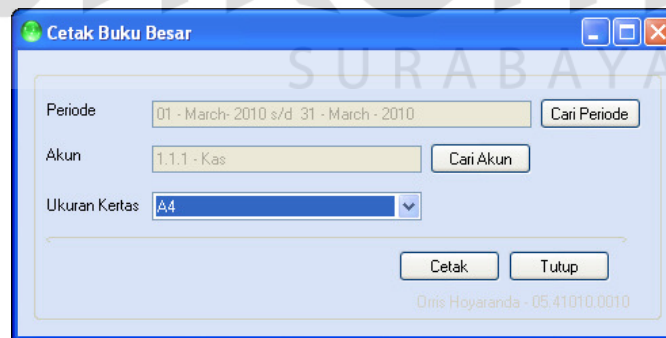 Cetak Buku Besar
SURABAYA
Periode 01 - March- 2010 s/d 31 - March - 2010 Cari Periode
Akun 1.1.1 - Kas Cari Akun
Ukuran Kertas A4
Cetak Tutup
Hoyaranda - 05.41010.0010